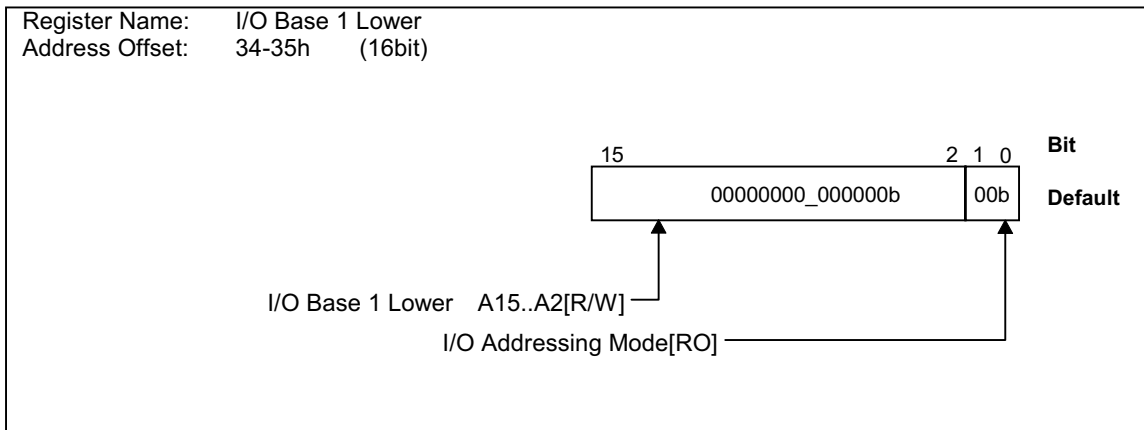 Register Name: I/O Base 1 Lower
Address Offset: 34-35h (16bit)
15 2 1 0 Bit
00000000_000000b 00b Default
I/O Base 1 Lower A15..A2[R/W]
I/O Addressing Mode[RO]